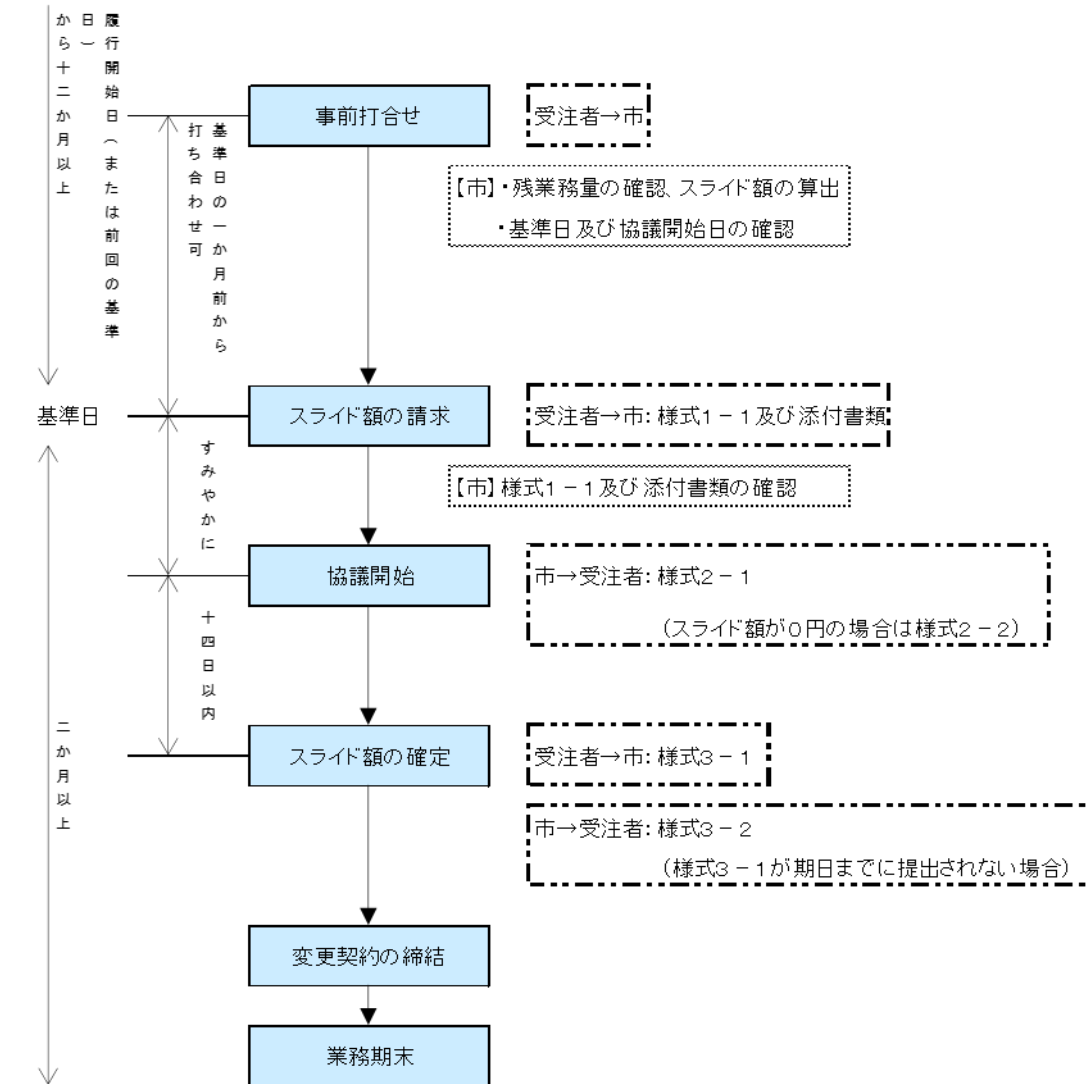 履行開始日（または前回の基準
日）
から十二か月以上
基準日の一か月前から
打ち合わせ可
事前打合せ
受注者→市
【市】・残業務量の確認、スライド額の算出
・基準日及び協議開始日の確認
基準日
スライド額の請求
受注者→市：様式1－1及び添付書類
すみやかに
【市】様式1－1及び添付書類の確認
協議開始
市→受注者：様式2－1
（スライド額が0円の場合は様式2－2）
十四日以内
二か月以上
スライド額の確定
受注者→市：様式3－1
市→受注者：様式3－2
（様式3－1が期日までに提出されない場合）
変更契約の締結
業務期末